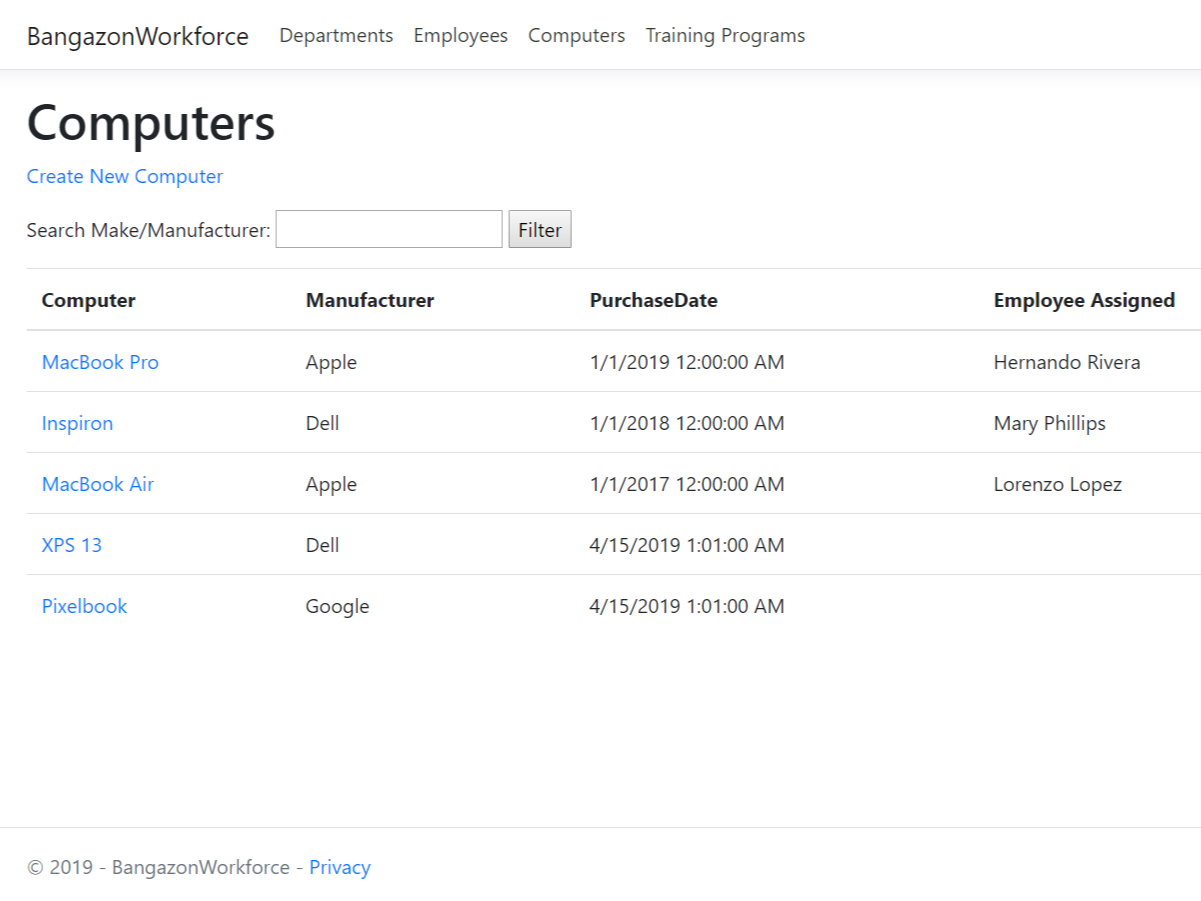 BangazonWorkforce Departments Employees Computers Training Programs
Computers
Create New Computer
Search Make/Manufacturer: Filter
Computer Manufacturer PurchaseDate Employee Assigned
MacBook Pro Apple 1/1/2019 12:00:00 AM Hernando Rivera
Inspiron Dell 1/1/2018 12:00:00 AM Mary Phillips
MacBook Air Apple 1/1/2017 12:00:00 AM Lorenzo Lopez
XPS 13 Dell 4/15/2019 1:01:00 AM
Pixelbook Google 4/15/2019 1:01:00 AM
© 2019 - BangazonWorkforce - Privacy